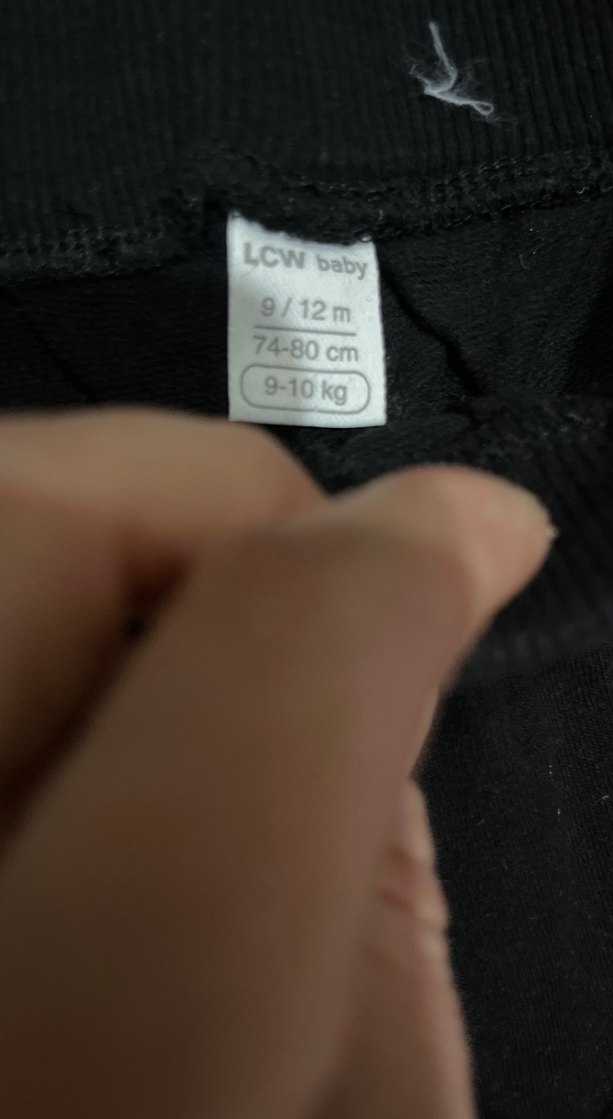 LCW baby
9 / 12 m
74-80 cm
9-10 kg